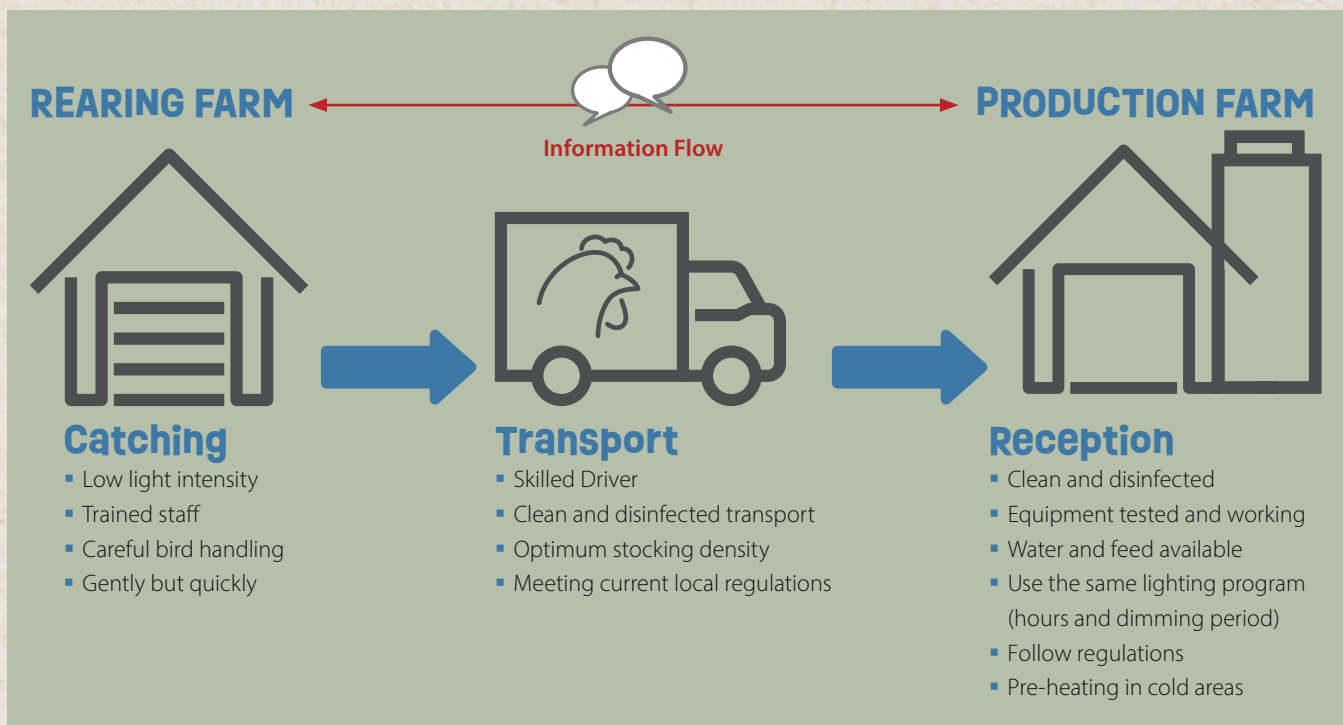 REARING FARM
Information Flow
PRODUCTION FARM
Catching
▪ Low light intensity
▪ Trained staff
▪ Careful bird handling
▪ Gently but quickly
Transport
▪ Skilled Driver
▪ Clean and disinfected transport
▪ Optimum stocking density
▪ Meeting current local regulations
Reception
▪ Clean and disinfected
▪ Equipment tested and working
▪ Water and feed available
▪ Use the same lighting program
(hours and dimming period)
▪ Follow regulations
▪ Pre-heating in cold areas